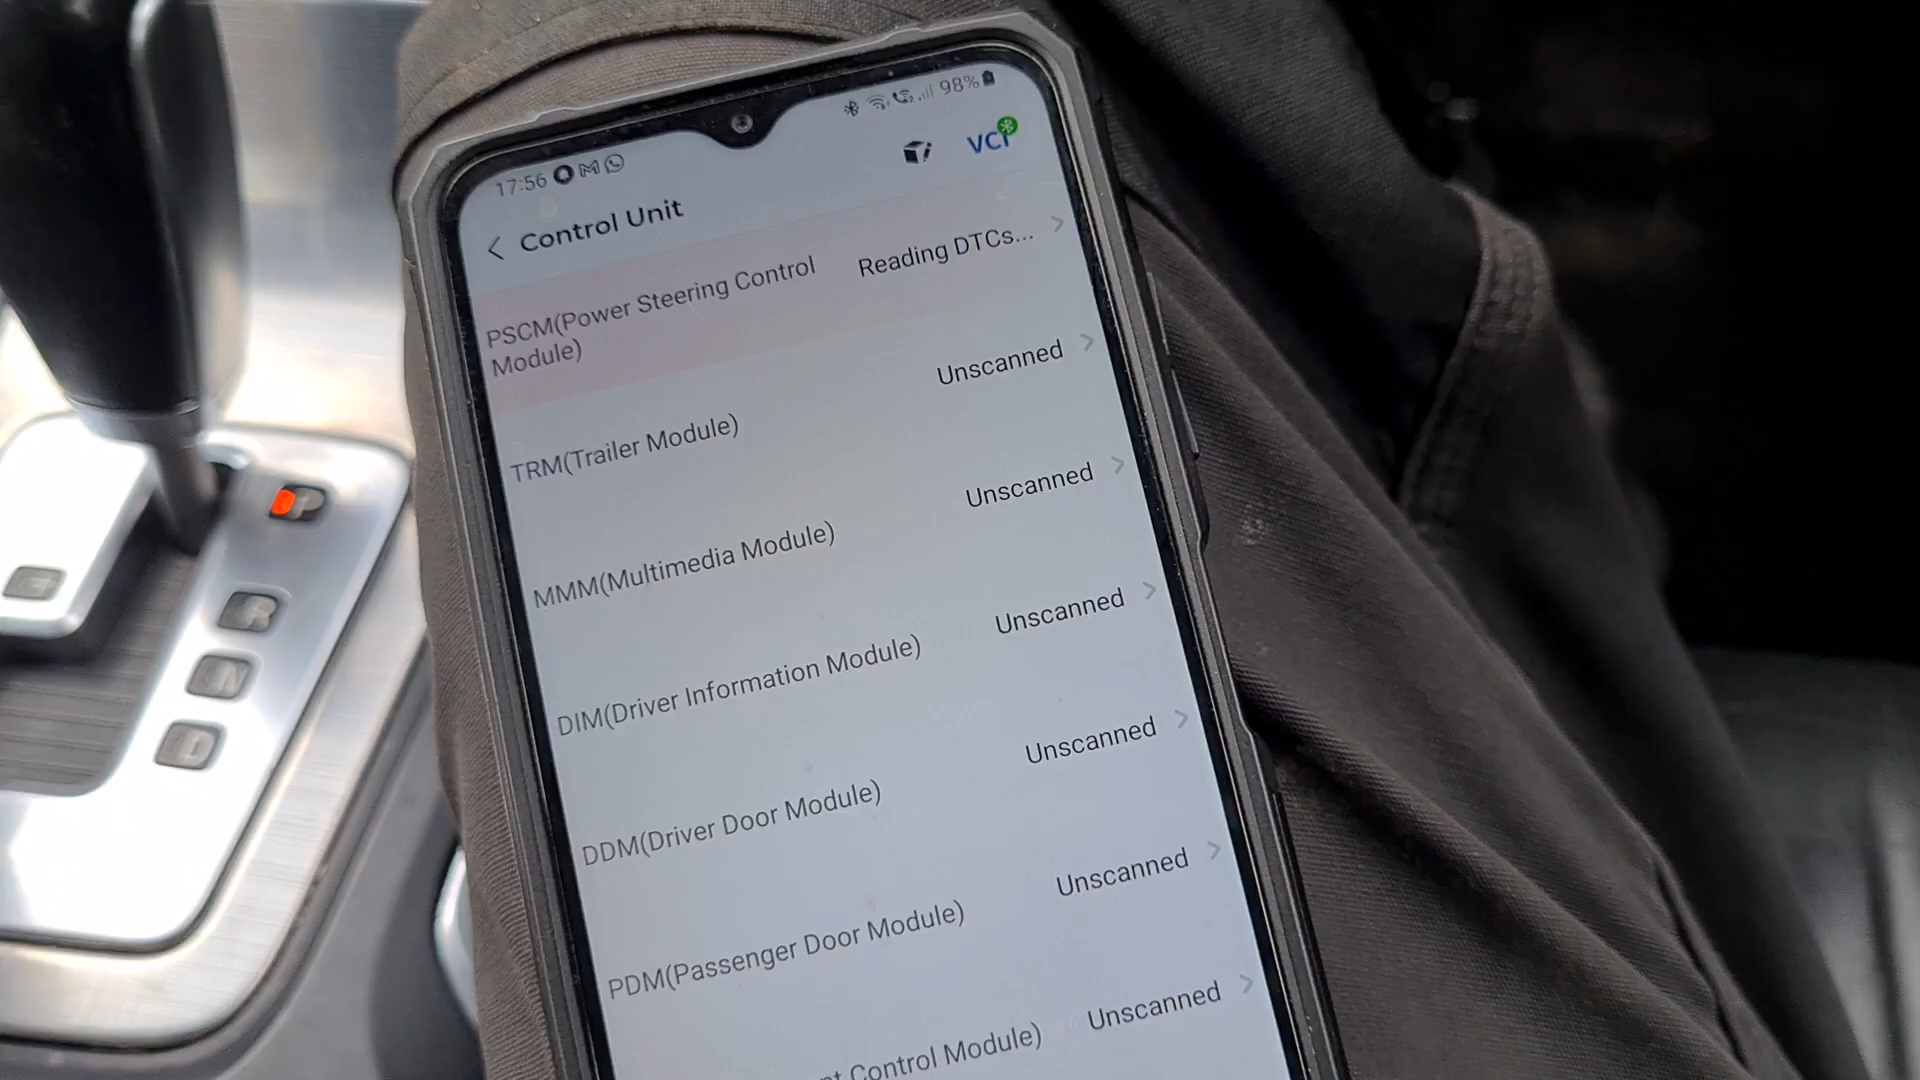 17:56 98%
VCI
Control Unit
PSCM(Power Steering Control Module) Reading DTCs...
TRM(Trailer Module) Unscanned
MMM(Multimedia Module) Unscanned
DIM(Driver Information Module) Unscanned
DDM(Driver Door Module) Unscanned
PDM(Passenger Door Module) Unscanned
Control Module) Unscanned
P
R
N
D